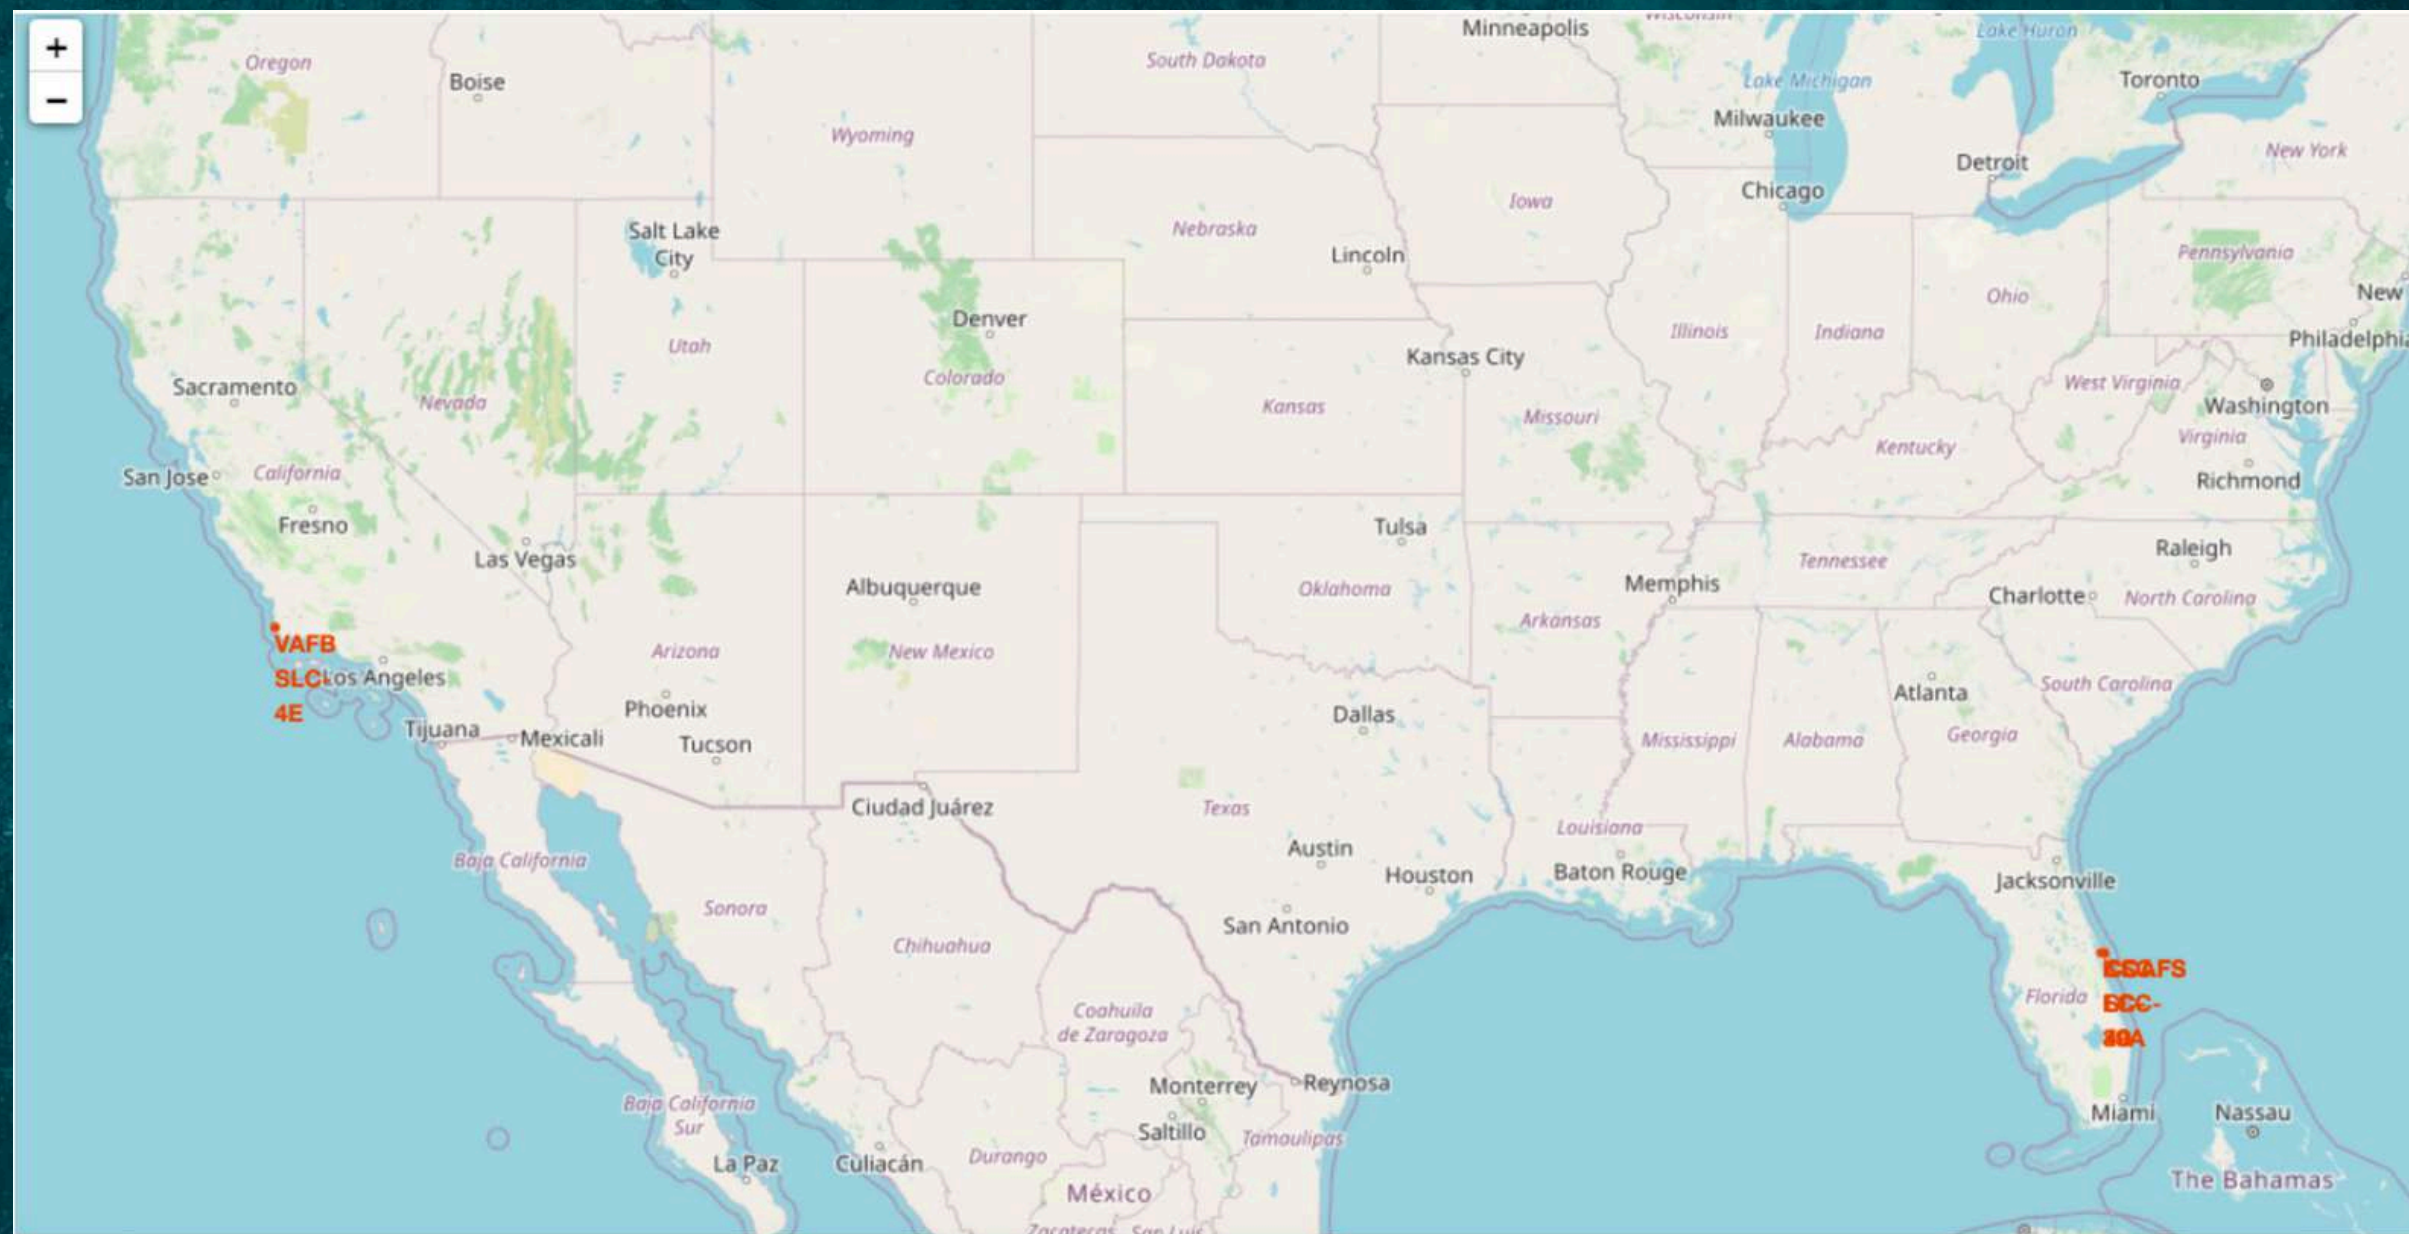 +
−
Minneapolis
Wisconsin
Lake Huron
Oregon
Boise
South Dakota
Lake Michigan
Toronto
Wyoming
Milwaukee
New York
Detroit
Chicago
Iowa
Nebraska
Salt Lake
City
Lincoln
Pennsylvania
New
Ohio
Denver
Illinois
Indiana
Philadelphia
Utah
Kansas City
Colorado
West Virginia
Sacramento
Nevada
Kansas
Missouri
Washington
Virginia
Kentucky
San Jose
California
Richmond
Fresno
Tulsa
Las Vegas
Raleigh
Tennessee
Albuquerque
Oklahoma
Memphis
Charlotte
North Carolina
Arkansas
VAFB
SLC-
4E
Los Angeles
Arizona
New Mexico
Atlanta
South Carolina
Phoenix
Dallas
Tijuana
Mexicali
Tucson
Mississippi
Alabama
Georgia
Ciudad Juárez
Texas
Louisiana
Austin
Baja California
Houston
Baton Rouge
Jacksonville
Sonora
San Antonio
Chihuahua
Florida
Coahuila
de Zaragoza
Monterrey
Reynosa
Baja California
Sur
Miami
Nassau
Saltillo
Tamaulipas
La Paz
Culiacán
Durango
The Bahamas
México
Zacatecas
San Luis